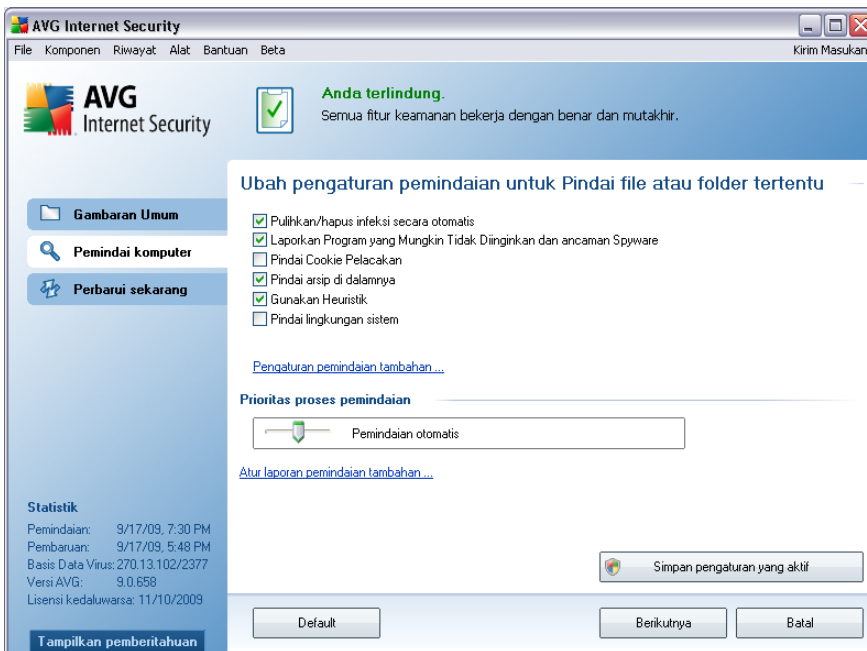 AVG Internet Security
File Komponen Riwayat Alat Bantuan Beta Kirim Masukan
AVG
Internet Security
Anda terlindung.
Semua fitur keamanan bekerja dengan benar dan mutakhir.
Gambaran Umum
Pemindai komputer
Perbarui sekarang
Ubah pengaturan pemindaian untuk Pindai file atau folder tertentu
Pulihkan/hapus infeksi secara otomatis
Laporkan Program yang Mungkin Tidak Diinginkan dan ancaman Spyware
Pindai Cookie Pelacakan
Pindai arsip di dalamnya
Gunakan Heuristik
Pindai lingkungan sistem
Pengaturan pemindaian tambahan ...
Prioritas proses pemindaian
Pemindaian otomatis
Atur laporan pemindaian tambahan ...
Simpan pengaturan yang aktif
Default
Berikutnya
Batal
Statistik
Pemindaian: 9/17/09, 7:30 PM
Pembaruan: 9/17/09, 5:48 PM
Basis Data Virus: 270.13.102/2377
Versi AVG: 9.0.658
Lisensi kedaluwarsa: 11/10/2009
Tampilkan pemberitahuan